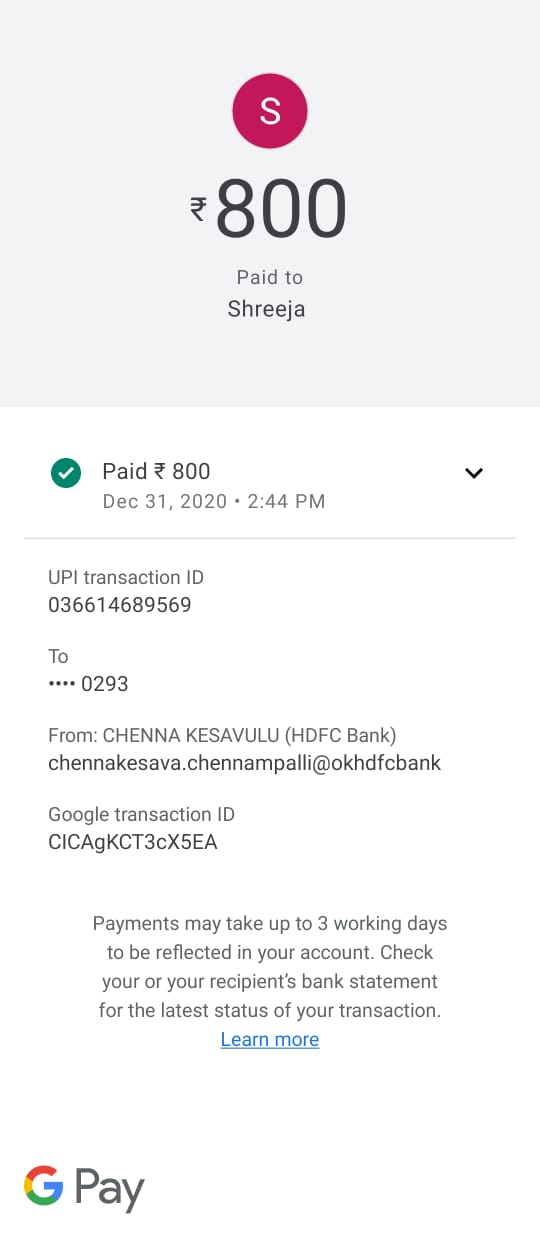 S
₹800
Paid to
Shreeja
Paid ₹ 800
Dec 31, 2020 • 2:44 PM
UPI transaction ID
036614689569
To
•••• 0293
From: CHENNA KESAVULU (HDFC Bank)
chennakesava.chennampalli@okhdfcbank
Google transaction ID
CICAgKCT3cX5EA
Payments may take up to 3 working days
to be reflected in your account. Check
your or your recipient's bank statement
for the latest status of your transaction.
Learn more
G Pay